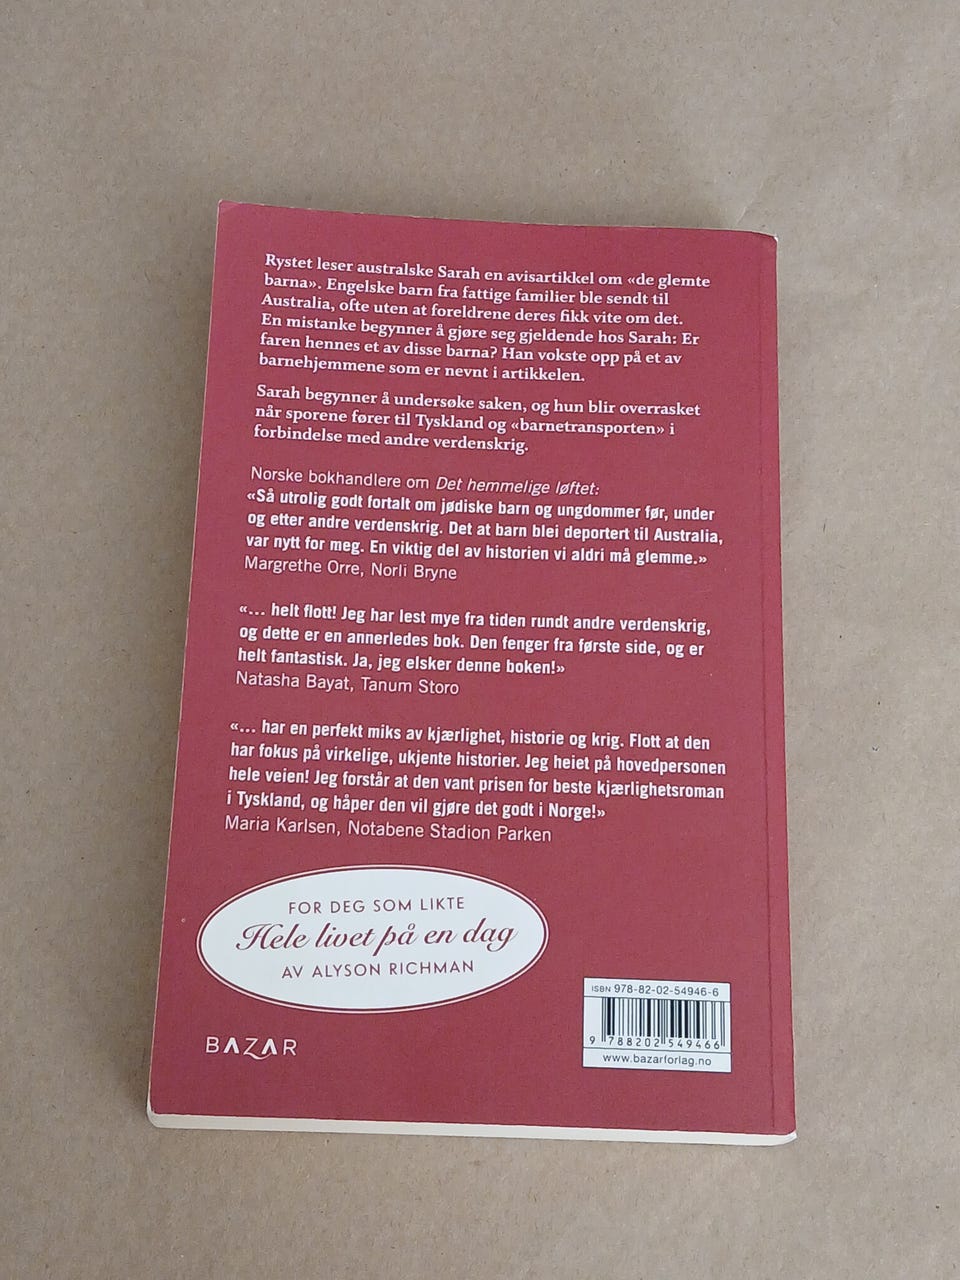 Rystet leser australske Sarah en avisartikkel om «de glemte
barna». Engelske barn fra fattige familier ble sendt til
Australia, ofte uten at foreldrene deres fikk vite om det.
En mistanke begynner å gjøre seg gjeldende hos Sarah: Er
faren hennes et av disse barna? Han vokste opp på et av
barnehjemmene som er nevnt i artikkelen.
Sarah begynner å undersøke saken, og hun blir overrasket
når sporene fører til Tyskland og «barnetransporten» i
forbindelse med andre verdenskrig.
Norske bokhandlere om Det hemmelige løftet:
«Så utrolig godt fortalt om jødiske barn og ungdommer før, under
og etter andre verdenskrig. Det at barn blei deportert til Australia,
var nytt for meg. En viktig del av historien vi aldri må glemme.»
Margrethe Orre, Norli Bryne
«... helt flott! Jeg har lest mye fra tiden rundt andre verdenskrig,
og dette er en annerledes bok. Den fenger fra første side, og er
helt fantastisk. Ja, jeg elsker denne boken!»
Natasha Bayat, Tanum Storo
«... har en perfekt miks av kjærlighet, historie og krig. Flott at den
har fokus på virkelige, ukjente historier. Jeg heiet på hovedpersonen
hele veien! Jeg forstår at den vant prisen for beste kjærlighetsroman
i Tyskland, og håper den vil gjøre det godt i Norge!»
Maria Karlsen, Notabene Stadion Parken
FOR DEG SOM LIKTE
Hele livet på en dag
AV ALYSON RICHMAN
BAZAR
ISBN 978-82-02-54946-6
9 788202 549466
www.bazarforlag.no